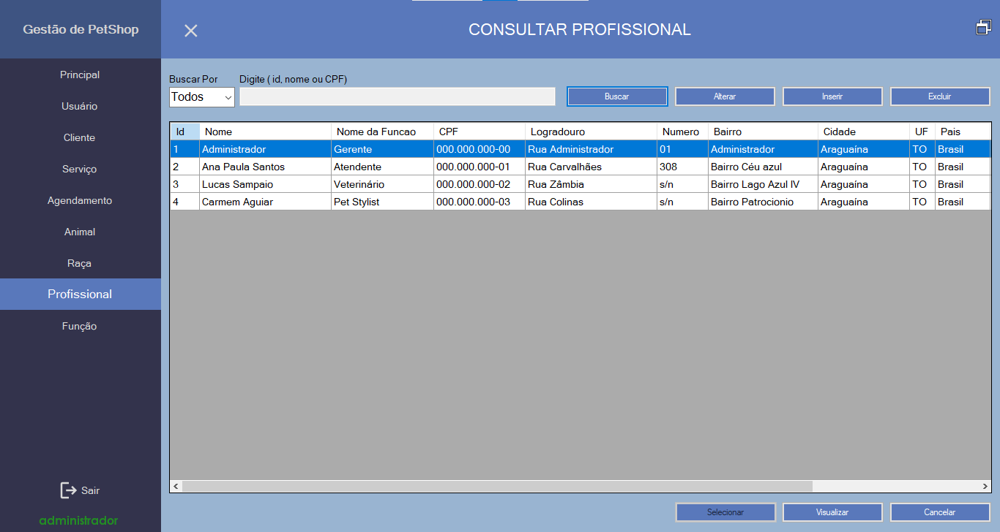 Gestão de PetShop
CONSULTAR PROFISSIONAL
Principal
Usuário
Cliente
Serviço
Agendamento
Animal
Raça
Profissional
Função
Sair
administrador
Buscar Por Digite ( id, nome ou CPF)
Todos Buscar Alterar Inserir Excluir
Id Nome Nome da Funcao CPF Logradouro Numero Bairro Cidade UF Pais
1 Administrador Gerente 000.000.000-00 Rua Administrador 01 Administrador Araguaína TO Brasil
2 Ana Paula Santos Atendente 000.000.000-01 Rua Carvalhães 308 Bairro Céu azul Araguaína TO Brasil
3 Lucas Sampaio Veterinário 000.000.000-02 Rua Zâmbia s/n Bairro Lago Azul IV Araguaína TO Brasil
4 Carmem Aguiar Pet Stylist 000.000.000-03 Rua Colinas s/n Bairro Patrocionio Araguaína TO Brasil
Selecionar Visualizar Cancelar